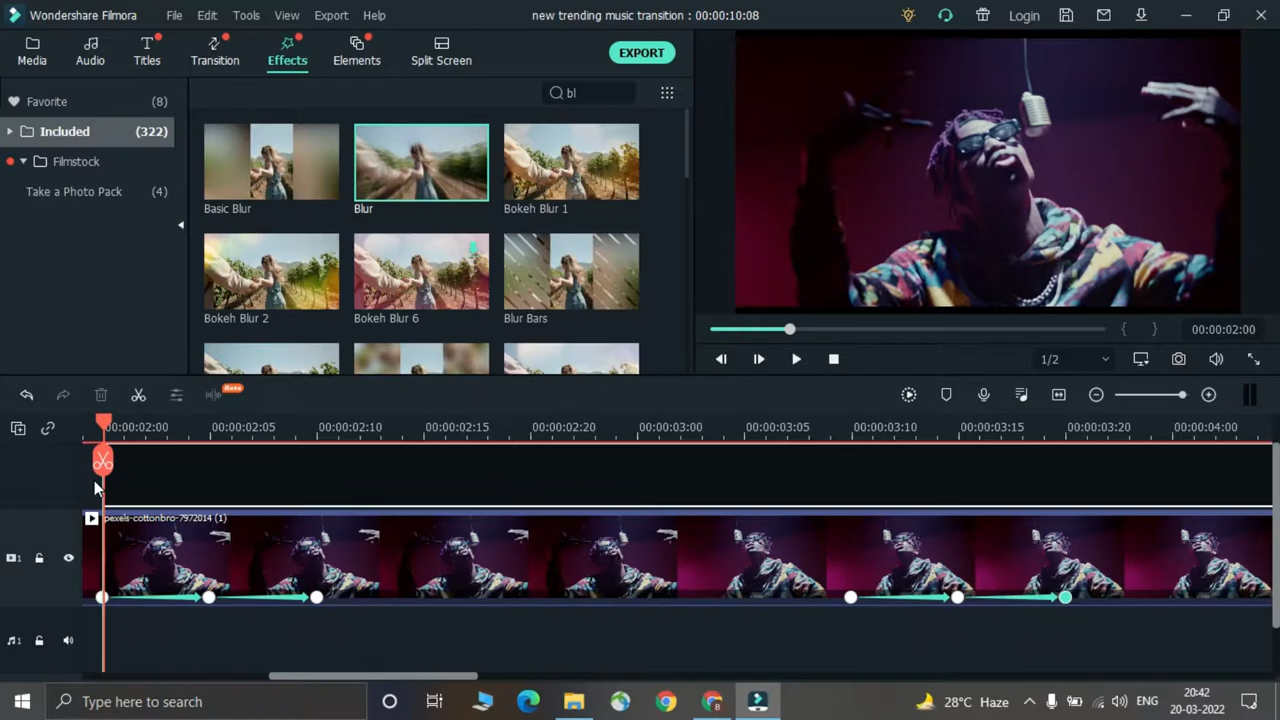 Wondershare Filmora File Edit Tools View Export Help new trending music transition : 00:00:10:08 Login
Media Audio Titles Transition Effects Elements Split Screen EXPORT
Favorite (8)
bl
Included (322)
Filmstock
Take a Photo Pack (4)
Basic Blur Blur Bokeh Blur 1
Bokeh Blur 2 Bokeh Blur 6 Blur Bars
00:00:02:00
1/2
Beta
00:00:02:00 00:00:02:05 00:00:02:10 00:00:02:15 00:00:02:20 00:00:03:00 00:00:03:05 00:00:03:10 00:00:03:15 00:00:03:20 00:00:04:00
pexels-cottonbro-7972014 (1)
1
1
Type here to search
B
28°C Haze
ENG
20:42
20-03-2022